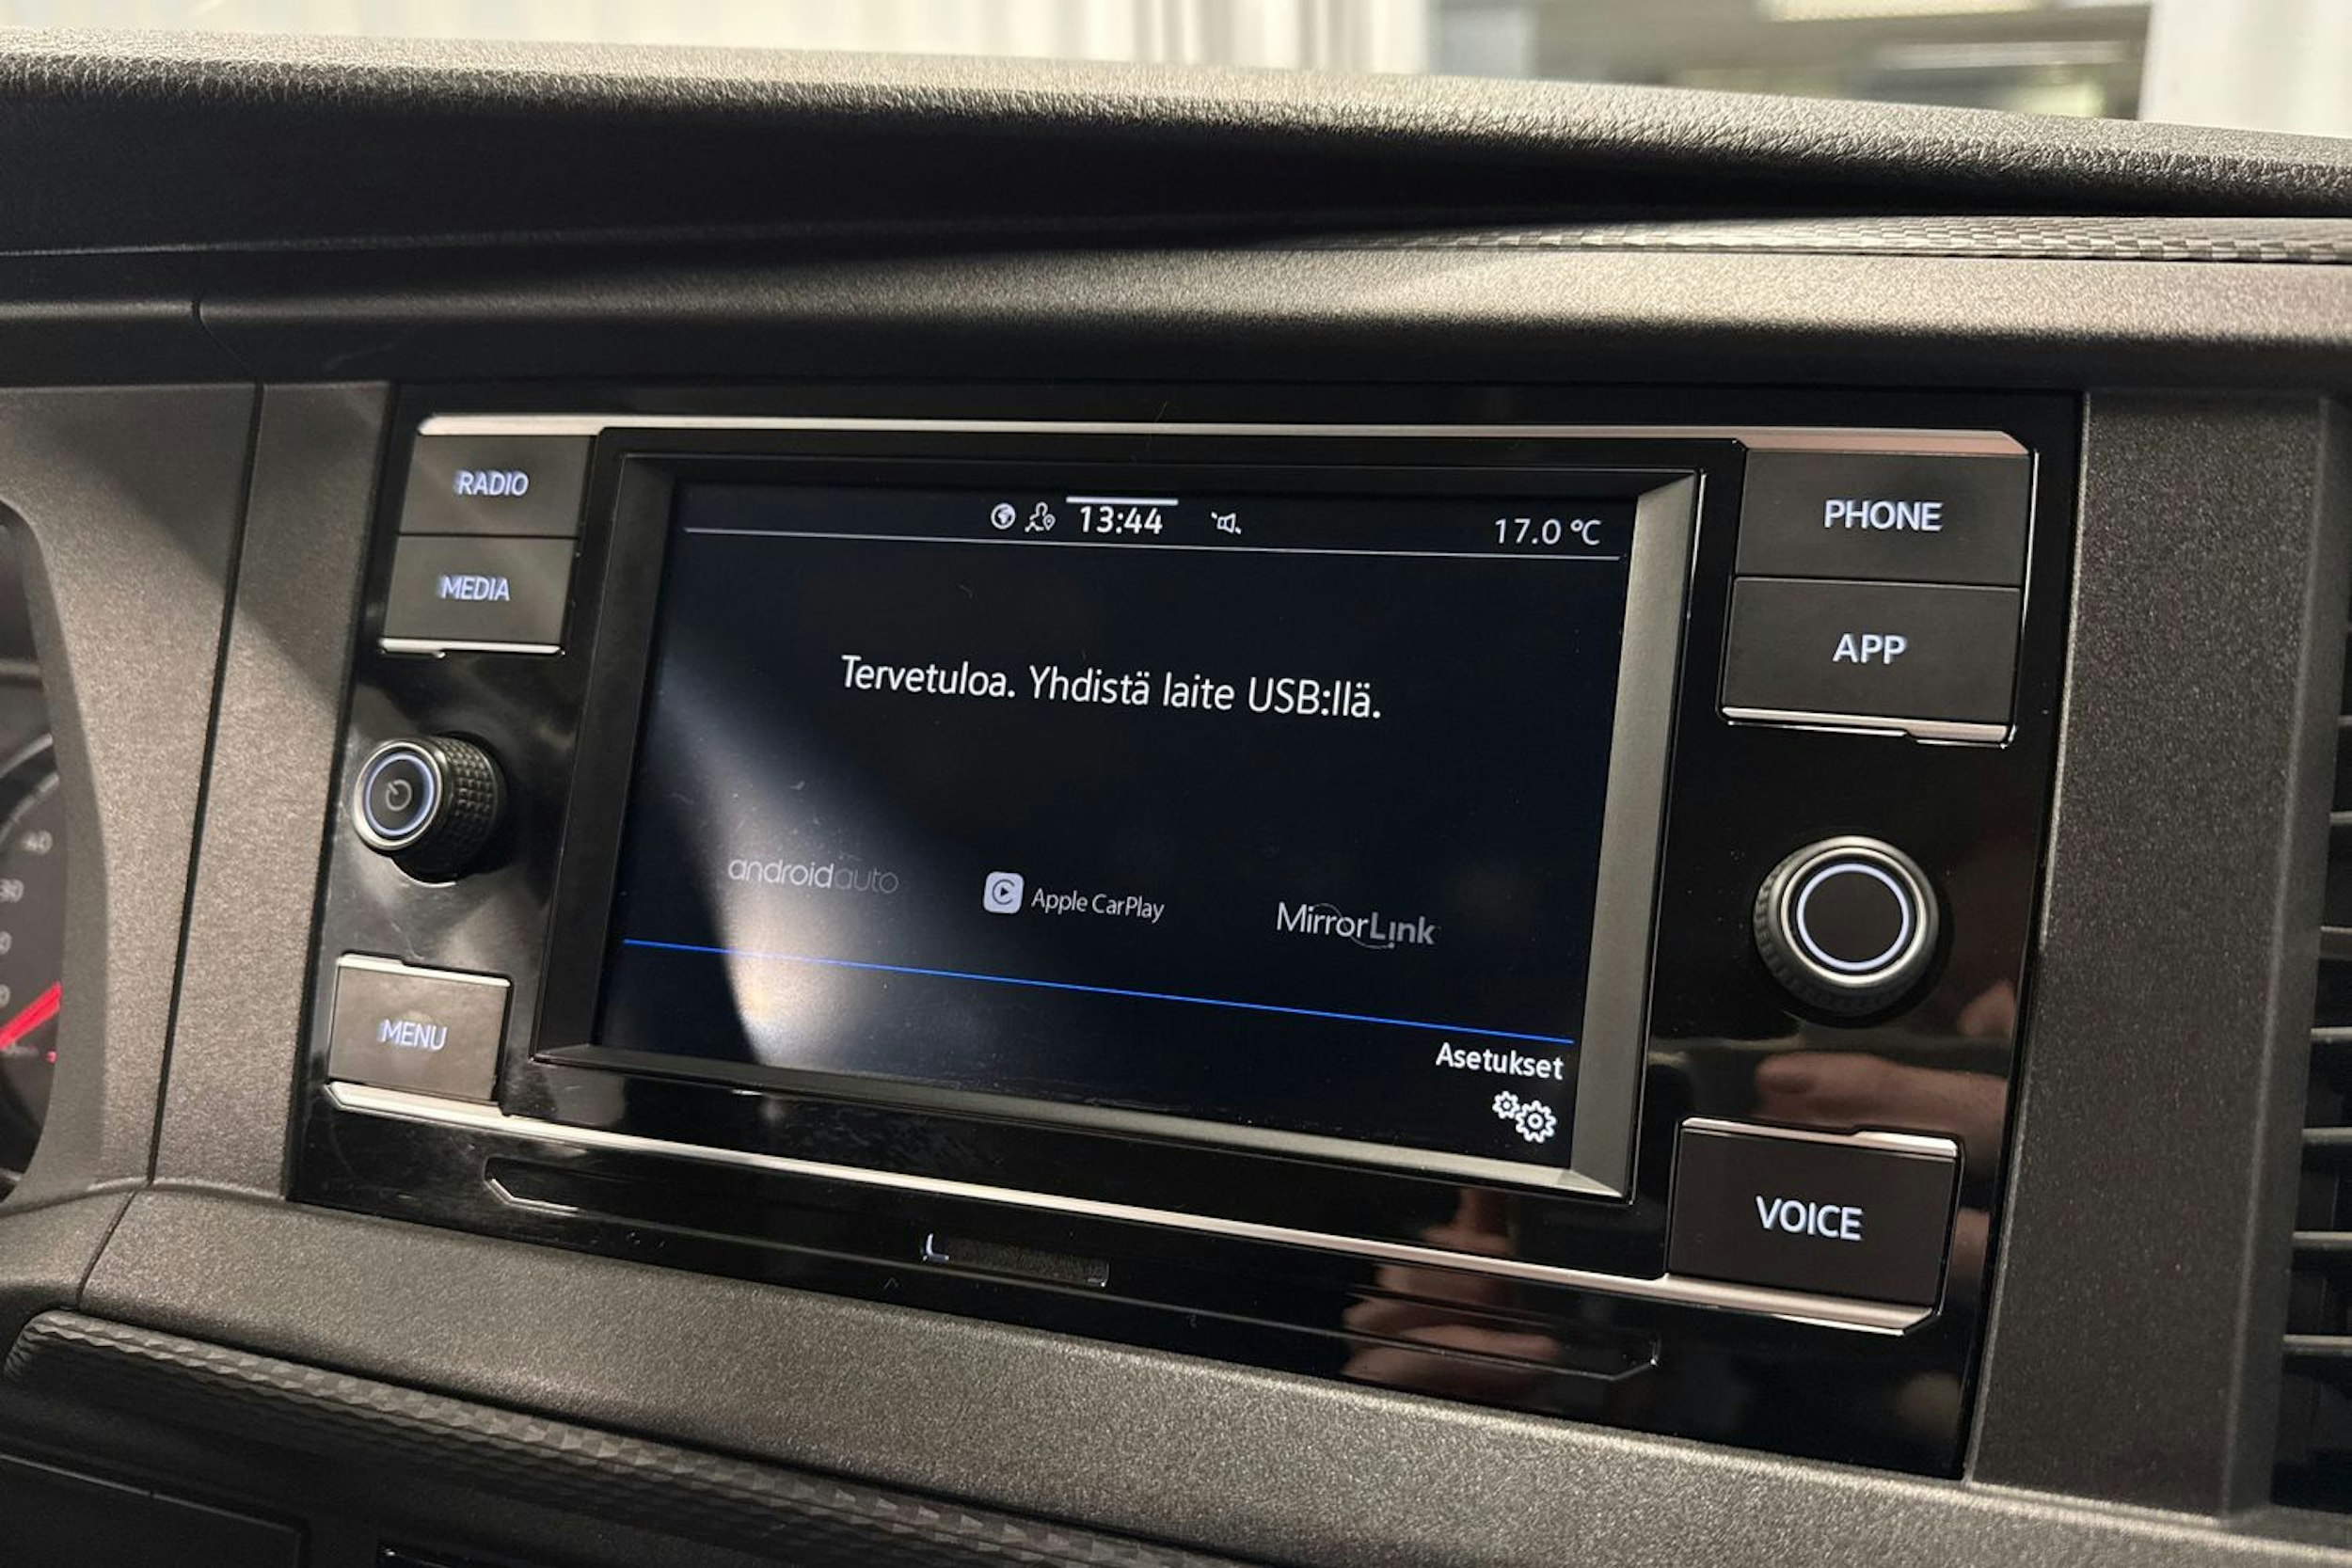 RADIO
MEDIA
MENU
13:44
17.0 °C
Tervetuloa. Yhdistä laite USB:llä.
androidauto
Apple CarPlay
MirrorLink
Asetukset
PHONE
APP
VOICE
40